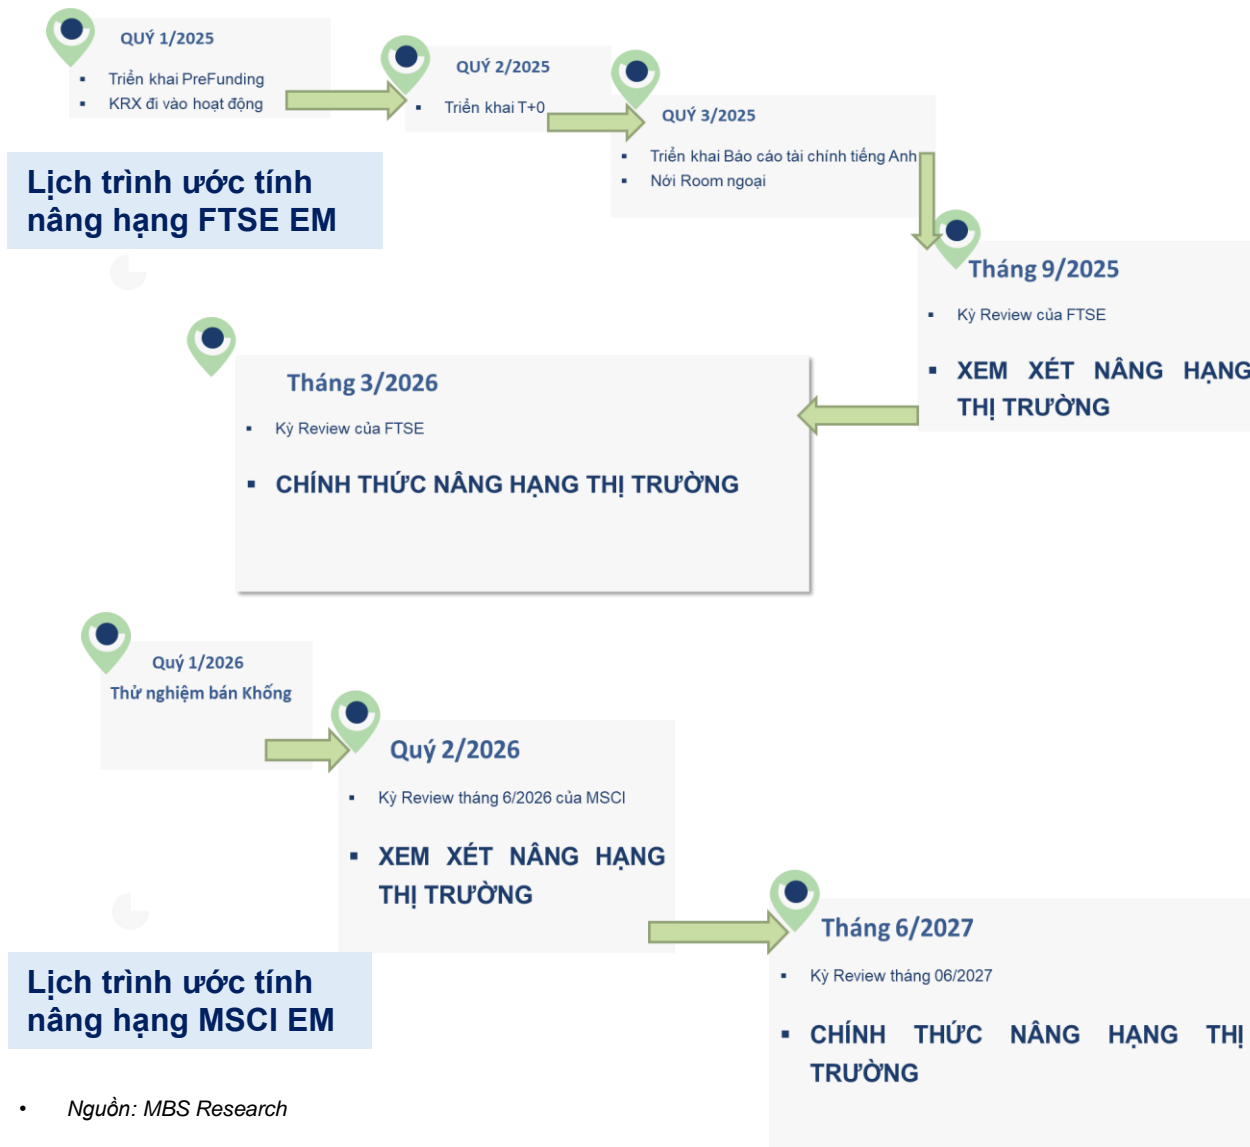 QUÝ 1/2025
▪ Triển khai PreFunding
▪ KRX đi vào hoạt động
QUÝ 2/2025
▪ Triển khai T+0
QUÝ 3/2025
▪ Triển khai Báo cáo tài chính tiếng Anh
▪ Nới Room ngoại
Lịch trình ước tính
nâng hạng FTSE EM
Tháng 9/2025
▪ Kỳ Review của FTSE
▪ XEM XÉT NÂNG HẠNG
THỊ TRƯỜNG
Tháng 3/2026
▪ Kỳ Review của FTSE
▪ CHÍNH THỨC NÂNG HẠNG THỊ TRƯỜNG
Quý 1/2026
Thử nghiệm bán Khống
Quý 2/2026
▪ Kỳ Review tháng 6/2026 của MSCI
▪ XEM XÉT NÂNG HẠNG
THỊ TRƯỜNG
Tháng 6/2027
▪ Kỳ Review tháng 06/2027
▪ CHÍNH THỨC NÂNG HẠNG THỊ
TRƯỜNG
Lịch trình ước tính
nâng hạng MSCI EM
• Nguồn: MBS Research